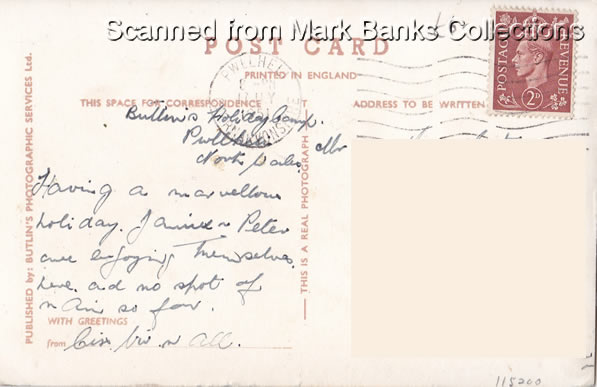 Scanned from Mark Banks Collections
POST CARD
PRINTED IN ENGLAND
THIS SPACE FOR CORRESPONDENCE
ADDRESS TO BE WRITTEN
POSTAGE
REVENUE
2D
PUBLISHED by: BUTLIN'S PHOTOGRAPHIC SERVICES Ltd.
THIS IS A REAL PHOTOGRAPH
Butlin's Holiday Camp.
Pwllheli
North Wales
Having a marvellous
holiday. & Peter
are enjoying themselves.
here. and no spot of
rain so far.
WITH GREETINGS
from
all.
115200